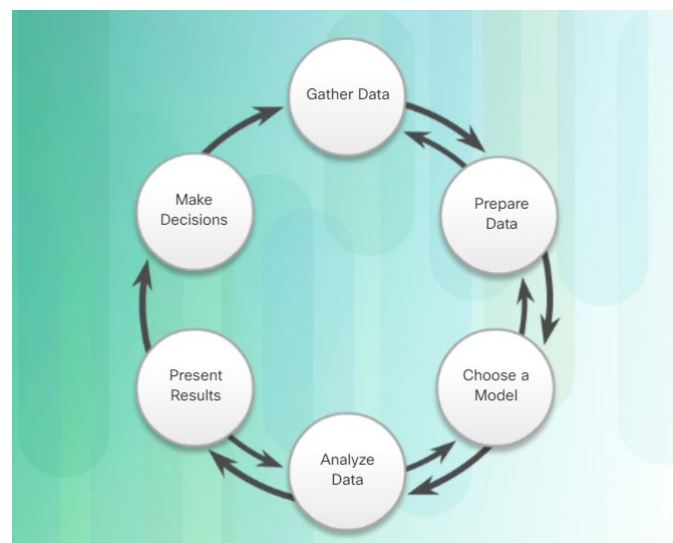 Gather Data
Prepare
Data
Choose a
Model
Analyze
Data
Present
Results
Make
Decisions